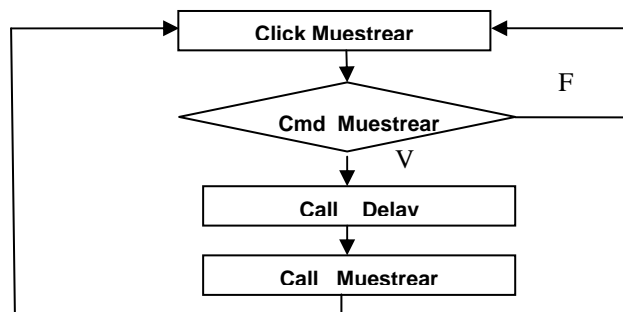 Click Muestrear
F
Cmd Muestrear
V
Call Delay
Call Muestrear